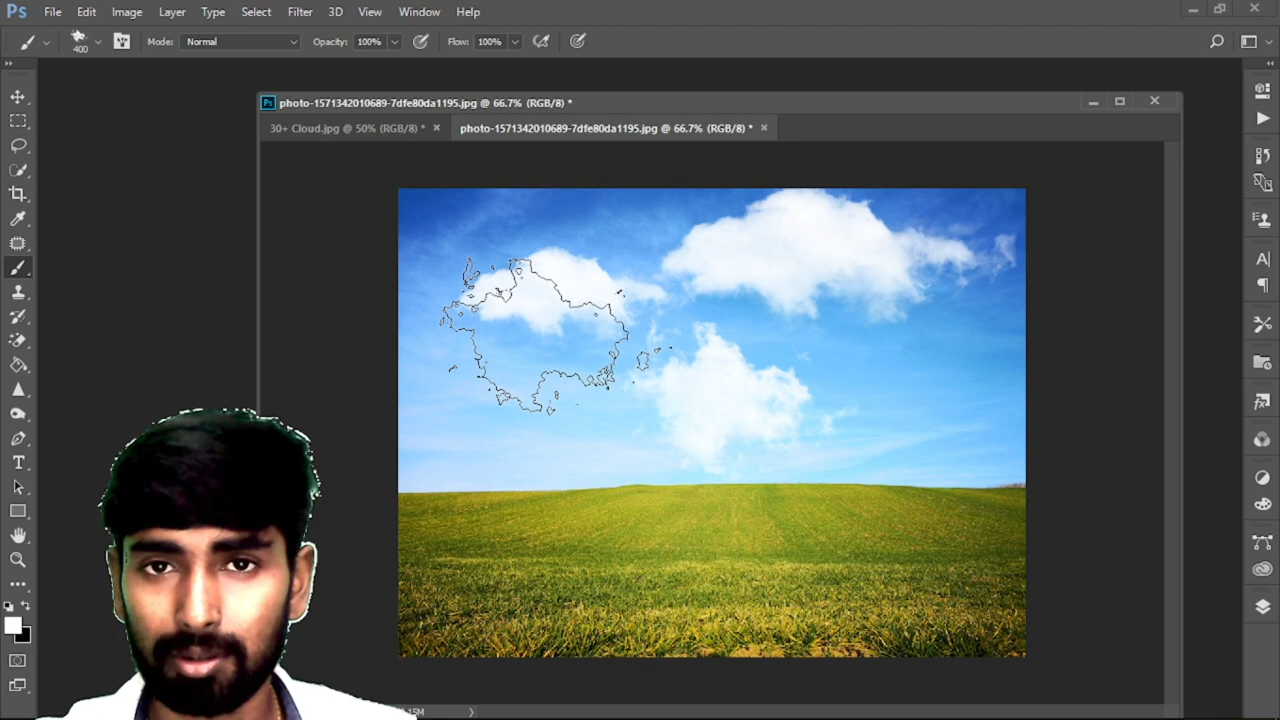 Ps File Edit Image Layer Type Select Filter 3D View Window Help
400 Mode: Normal Opacity: 100% Flow: 100%
Ps photo-1571342010689-7dfe80da1195.jpg @ 66.7% (RGB/8) *
30+ Cloud.jpg @ 50% (RGB/8) * photo-1571342010689-7dfe80da1195.jpg @ 66.7% (RGB/8) *